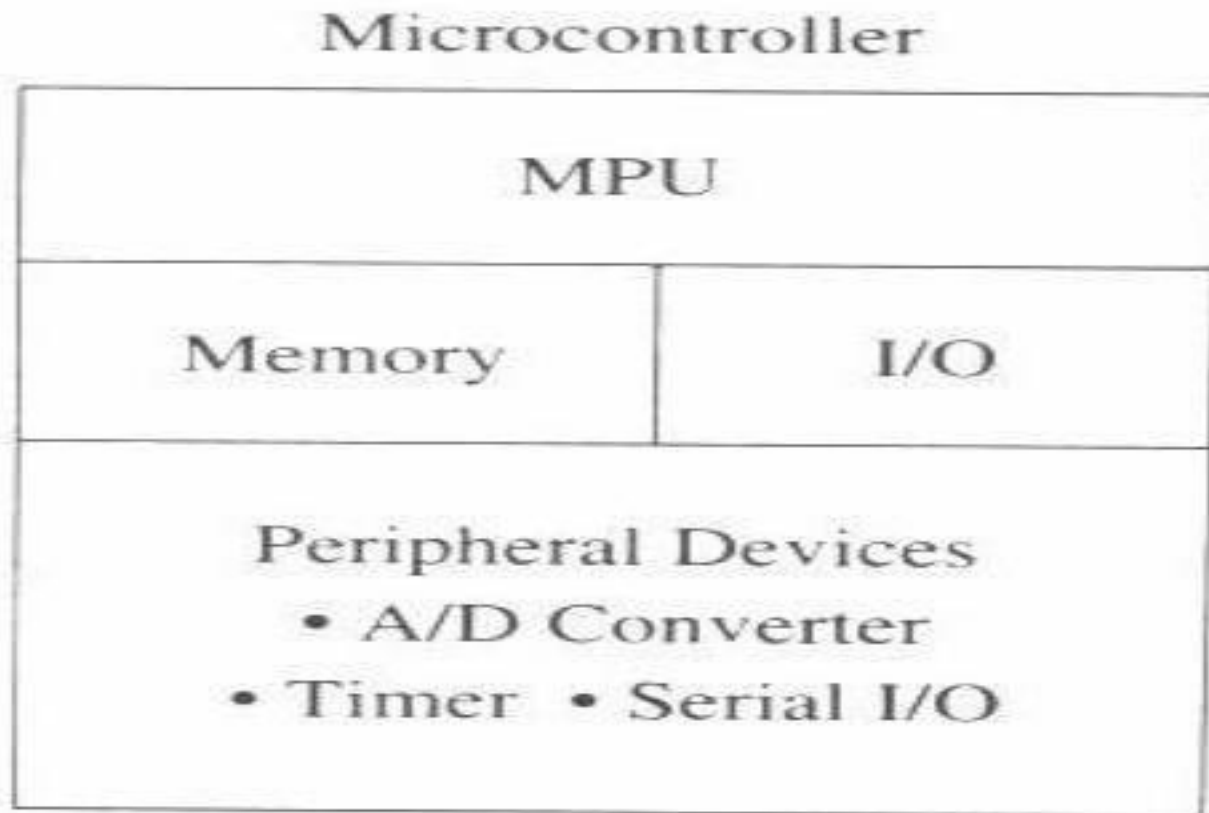 Microcontroller
MPU
Memory I/O
Peripheral Devices
• A/D Converter
• Timer • Serial I/O